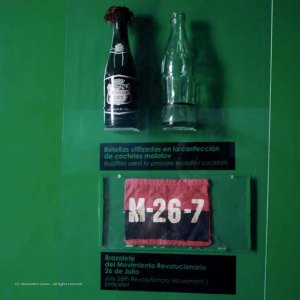 Botellas utilizadas en la confección
de cocteles molotov
Bootles used to prepare molotov cocktails
M-26-7
Brazalete
del Movimiento Revolucionario
26 de Julio
July 26th Revolutionary Movement's
Bracelet